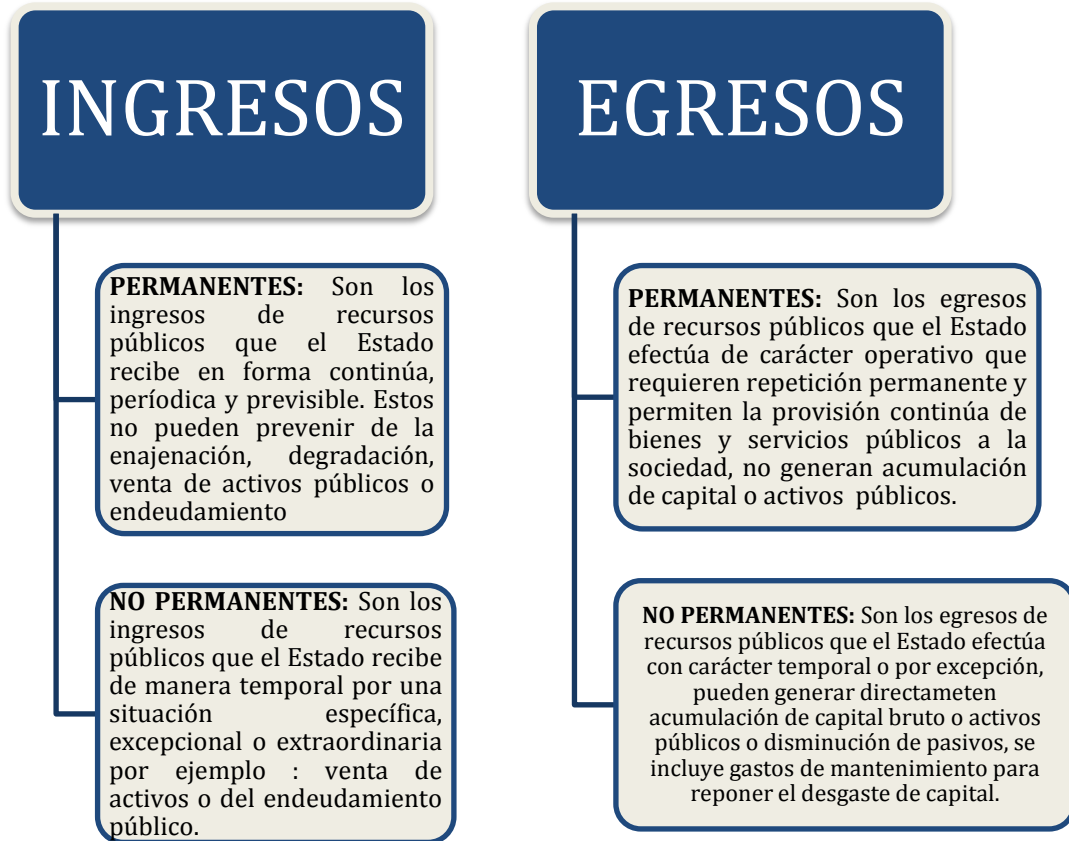 INGRESOS
PERMANENTES: Son los
ingresos de recursos
públicos que el Estado
recibe en forma continúa,
períodica y previsible. Estos
no pueden prevenir de la
enajenación, degradación,
venta de activos públicos o
endeudamiento
NO PERMANENTES: Son los
ingresos de recursos
públicos que el Estado recibe
de manera temporal por una
situación específica,
excepcional o extraordinaria
por ejemplo : venta de
activos o del endeudamiento
público.
EGRESOS
PERMANENTES: Son los egresos
de recursos públicos que el Estado
efectúa de carácter operativo que
requieren repetición permanente y
permiten la provisión continúa de
bienes y servicios públicos a la
sociedad, no generan acumulación
de capital o activos públicos.
NO PERMANENTES: Son los egresos de
recursos públicos que el Estado efectúa
con carácter temporal o por excepción,
pueden generar directameten
acumulación de capital bruto o activos
públicos o disminución de pasivos, se
incluye gastos de mantenimiento para
reponer el desgaste de capital.